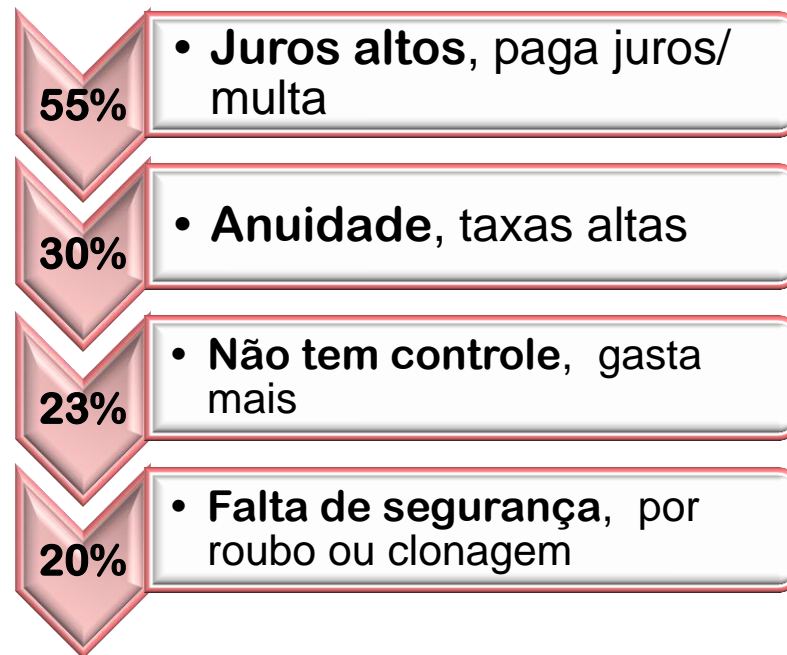 55%
• Juros altos, paga juros/
multa
30%
• Anuidade, taxas altas
23%
• Não tem controle, gasta
mais
20%
• Falta de segurança, por
roubo ou clonagem